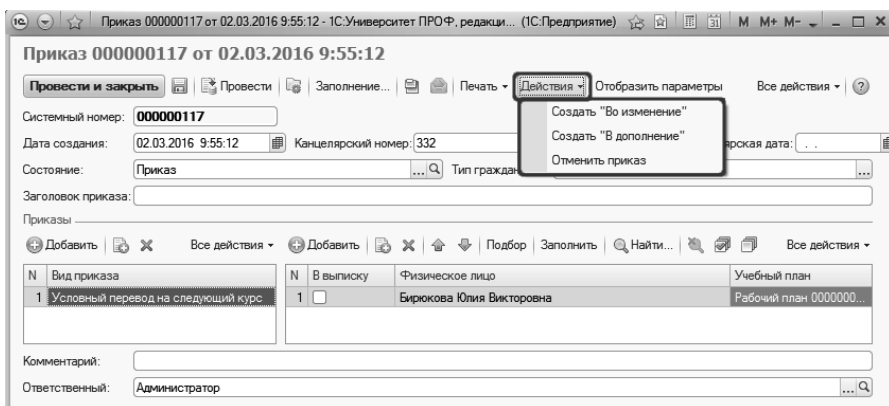 Приказ 000000117 от 02.03.2016 9:55:12 - 1С:Университет ПРОФ, редакци... (1С:Предприятие) 31 M M+ M-
Приказ 000000117 от 02.03.2016 9:55:12
Провести и закрыть Провести Заполнение... Печать Действия Отобразить параметры Все действия ?
Создать "Во изменение"
Создать "В дополнение"
Отменить приказ
Системный номер: 000000117
Дата создания: 02.03.2016 9:55:12 Канцелярский номер: 332 дата: . .
Состояние: Приказ ... Тип ...
Заголовок приказа:
Приказы
Добавить Все действия Добавить Подбор Заполнить Найти... Все действия
N Вид приказа N В выписку Физическое лицо Учебный план
1 Условный перевод на следующий курс 1 Бирюкова Юлия Викторовна Рабочий план 0000000...
Комментарий:
Ответственный: Администратор ...